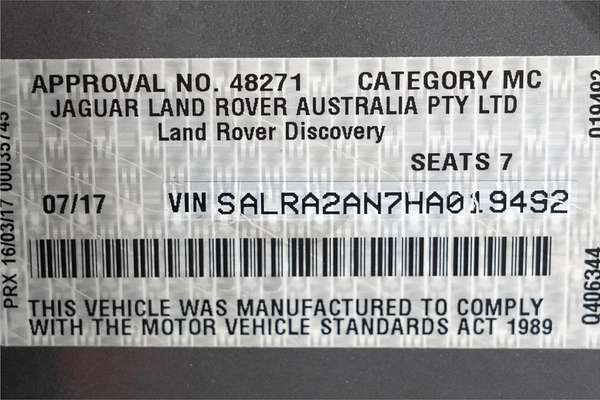 APPROVAL NO. 48271 CATEGORY MC
JAGUAR LAND ROVER AUSTRALIA PTY LTD
Land Rover Discovery
SEATS 7
07/17 VIN SALRA2AN7HA019492
THIS VEHICLE WAS MANUFACTURED TO COMPLY
WITH THE MOTOR VEHICLE STANDARDS ACT 1989
PRX 16/03/17 00035745
019492
Q406344